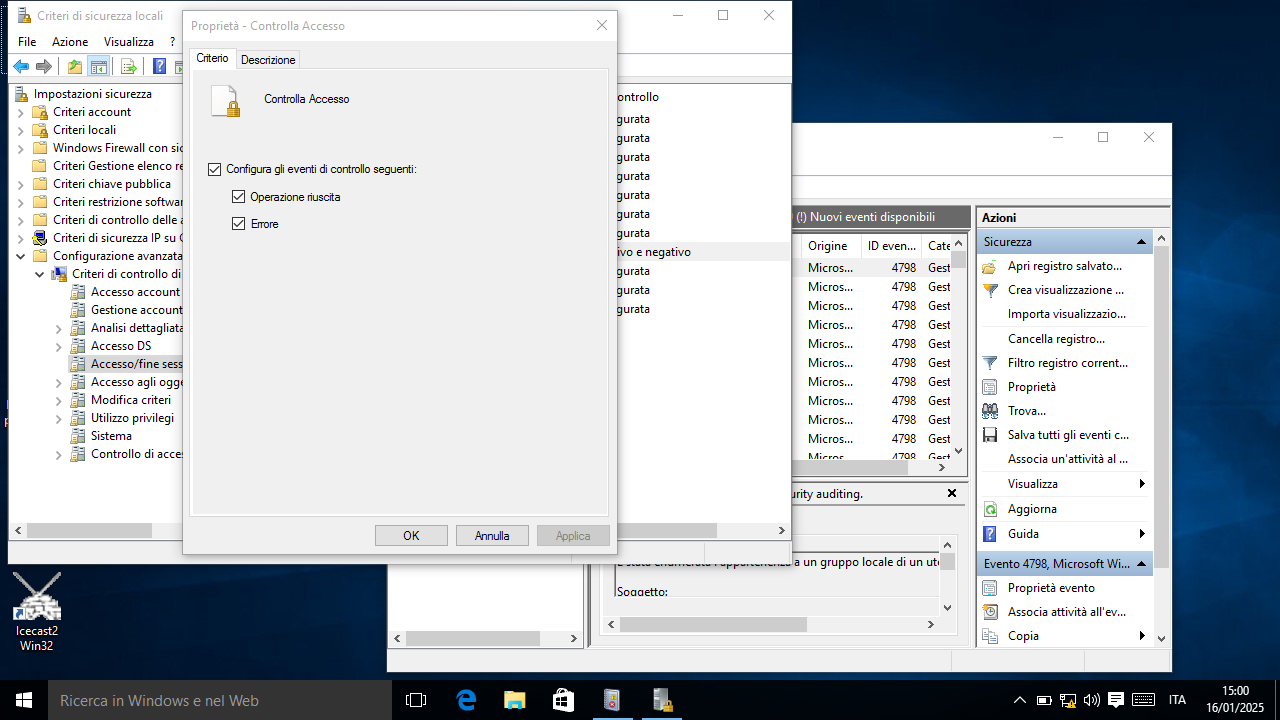 Criteri di sicurezza locali
File Azione Visualizza ?
Proprietà - Controlla Accesso
Criterio Descrizione
Controlla Accesso
Configura gli eventi di controllo seguenti:
Operazione riuscita
Errore
OK Annulla Applica
Impostazioni sicurezza
Criteri account
Criteri locali
Windows Firewall con sic
Criteri Gestione elenco re
Criteri chiave pubblica
Criteri restrizione softwar
Criteri di controllo delle a
Criteri di sicurezza IP su C
Configurazione avanzata
Criteri di controllo di
Accesso account
Gestione account
Analisi dettagliata
Accesso DS
Accesso/fine sess
Accesso agli ogge
Modifica criteri
Utilizzo privilegi
Sistema
Controllo di acces
ontrollo
gurata
gurata
gurata
gurata
gurata
gurata
gurata
ivo e negativo
gurata
gurata
gurata
(!) Nuovi eventi disponibili
Origine ID even... Cate
Micros... 4798 Gest
Micros... 4798 Gest
Micros... 4798 Gest
Micros... 4798 Gest
Micros... 4798 Gest
Micros... 4798 Gest
Micros... 4798 Gest
Micros... 4798 Gest
Micros... 4798 Gest
Micros... 4798 Gest
Micros... 4798 Gest
urity auditing.
È stata enumerata l'appartenenza a un gruppo locale di un ute
Soggetto:
Azioni
Sicurezza
Apri registro salvato...
Crea visualizzazione ...
Importa visualizzazio...
Cancella registro...
Filtro registro corrent...
Proprietà
Trova...
Salva tutti gli eventi c...
Associa un'attività al ...
Visualizza
Aggiorna
Guida
Evento 4798, Microsoft Wi...
Proprietà evento
Associa attività all'ev...
Copia
Icecast2
Win32
Ricerca in Windows e nel Web
ITA
15:00
16/01/2025